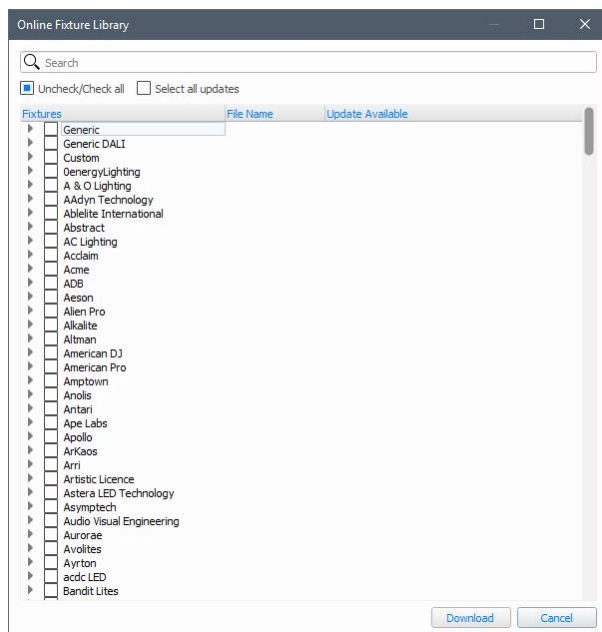 Online Fixture Library
Search
Uncheck/Check all Select all updates
Fixtures File Name Update Available
Generic
Generic DALI
Custom
0energyLighting
A & O Lighting
AAdyn Technology
Ablelite International
Abstract
AC Lighting
Acclaim
Acme
ADB
Aeson
Alien Pro
Alkalite
Altman
American DJ
American Pro
Amptown
Anolis
Antari
Ape Labs
Apollo
ArKaos
Arri
Artistic Licence
Astera LED Technology
Asymptech
Audio Visual Engineering
Aurorae
Avolites
Ayrton
acdc LED
Bandit Lites
Download Cancel